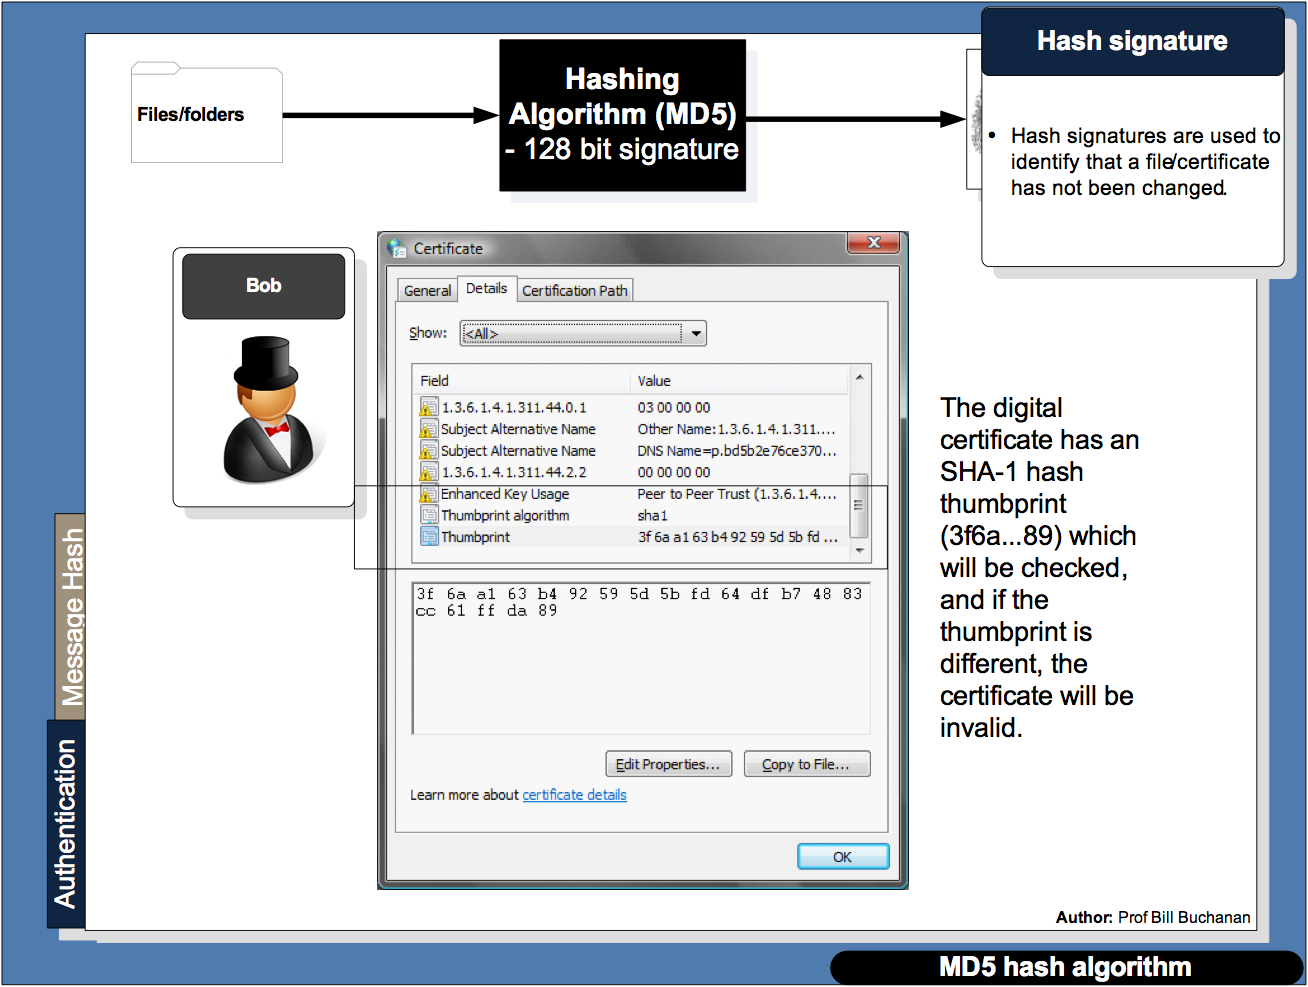 Hash signature
Files/folders
Hashing
Algorithm (MD5)
- 128 bit signature
• Hash signatures are used to
identify that a file/certificate
has not been changed.
Bob
Certificate
General
Details
Certification Path
Show:
<All>
Field Value
1.3.6.1.4.1.311.44.0.1 03 00 00 00
Subject Alternative Name Other Name:1.3.6.1.4.1.311....
Subject Alternative Name DNS Name=p.bd5b2e76ce370...
1.3.6.1.4.1.311.44.2.2 00 00 00 00
Enhanced Key Usage Peer to Peer Trust (1.3.6.1.4....
Thumbprint algorithm sha1
Thumbprint 3f 6a a1 63 b4 92 59 5d 5b fd ...
3f 6a a1 63 b4 92 59 5d 5b fd 64 df b7 48 83
cc 61 ff da 89
Edit Properties...
Copy to File...
Learn more about certificate details
OK
The digital
certificate has an
SHA-1 hash
thumbprint
(3f6a...89) which
will be checked,
and if the
thumbprint is
different, the
certificate will be
invalid.
Message Hash
Authentication
Author: Prof Bill Buchanan
MD5 hash algorithm